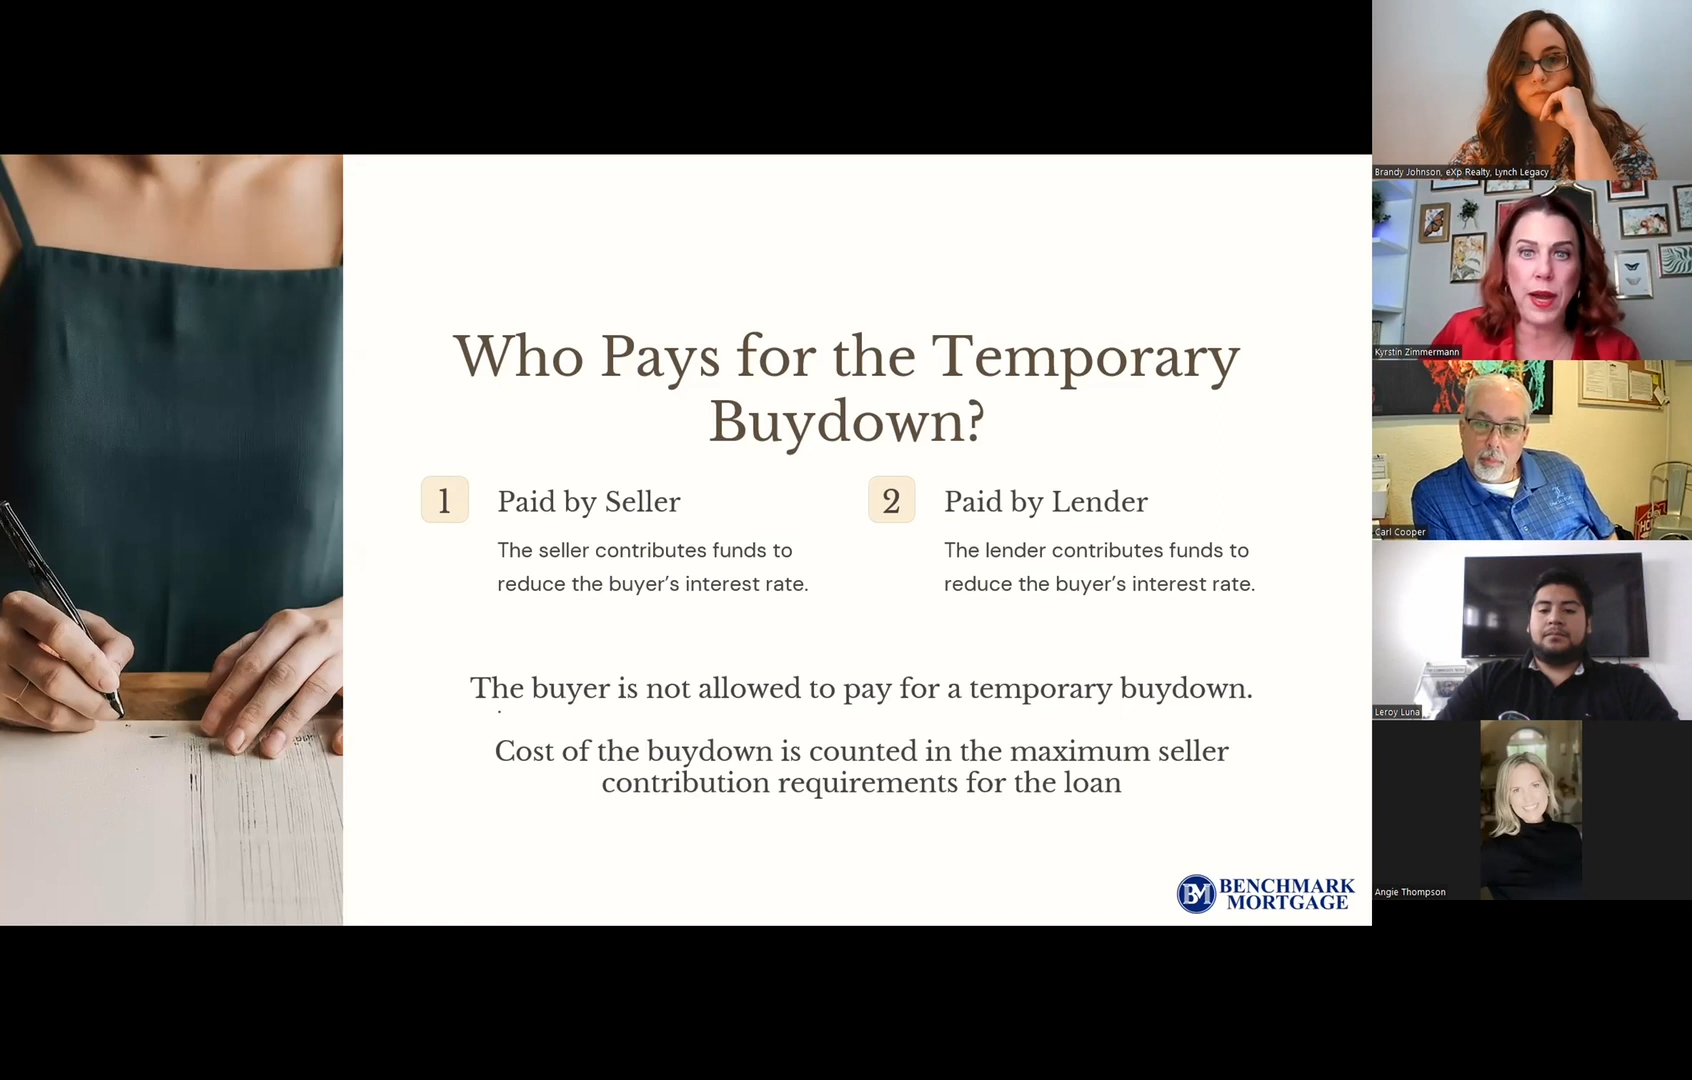 Who Pays for the Temporary
Buydown?
1
Paid by Seller
The seller contributes funds to
reduce the buyer’s interest rate.
2
Paid by Lender
The lender contributes funds to
reduce the buyer’s interest rate.
The buyer is not allowed to pay for a temporary buydown.
.
Cost of the buydown is counted in the maximum seller
contribution requirements for the loan
BM
BENCHMARK
MORTGAGE
Brandy Johnson, eXp Realty, Lynch Legacy
Kyrstin Zimmermann
Carl Cooper
Leroy Luna
Angie Thompson